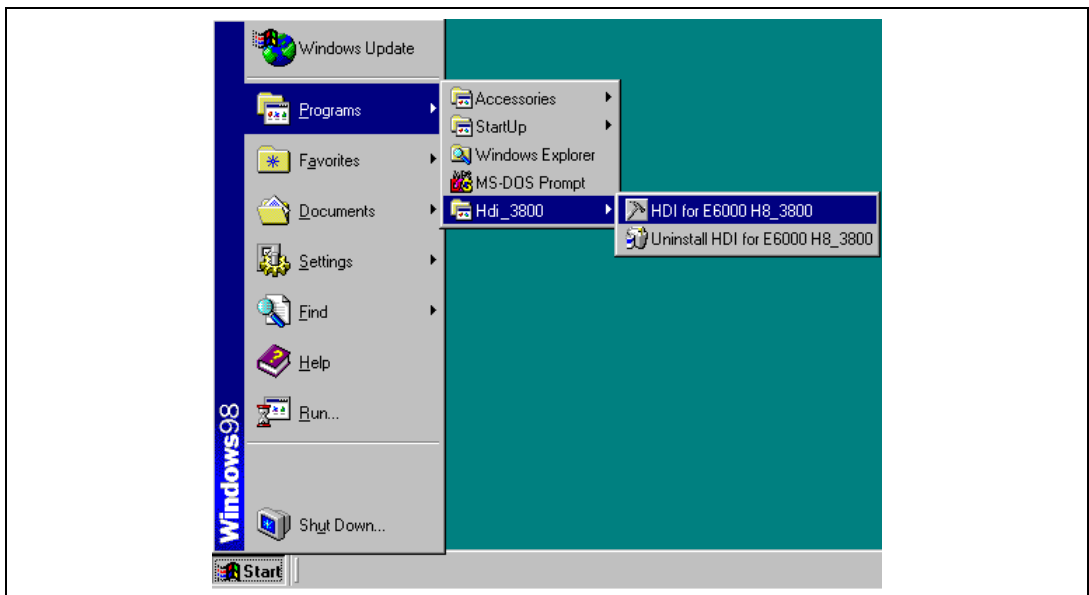 Windows Update
Programs
Favorites
Documents
Settings
Find
Help
Run...
Shut Down...
Windows98
Start
Accessories
StartUp
Windows Explorer
MS-DOS Prompt
Hdi_3800
HDI for E6000 H8_3800
Uninstall HDI for E6000 H8_3800